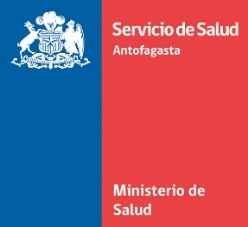 Servicio de Salud
Antofagasta
Ministerio de
Salud